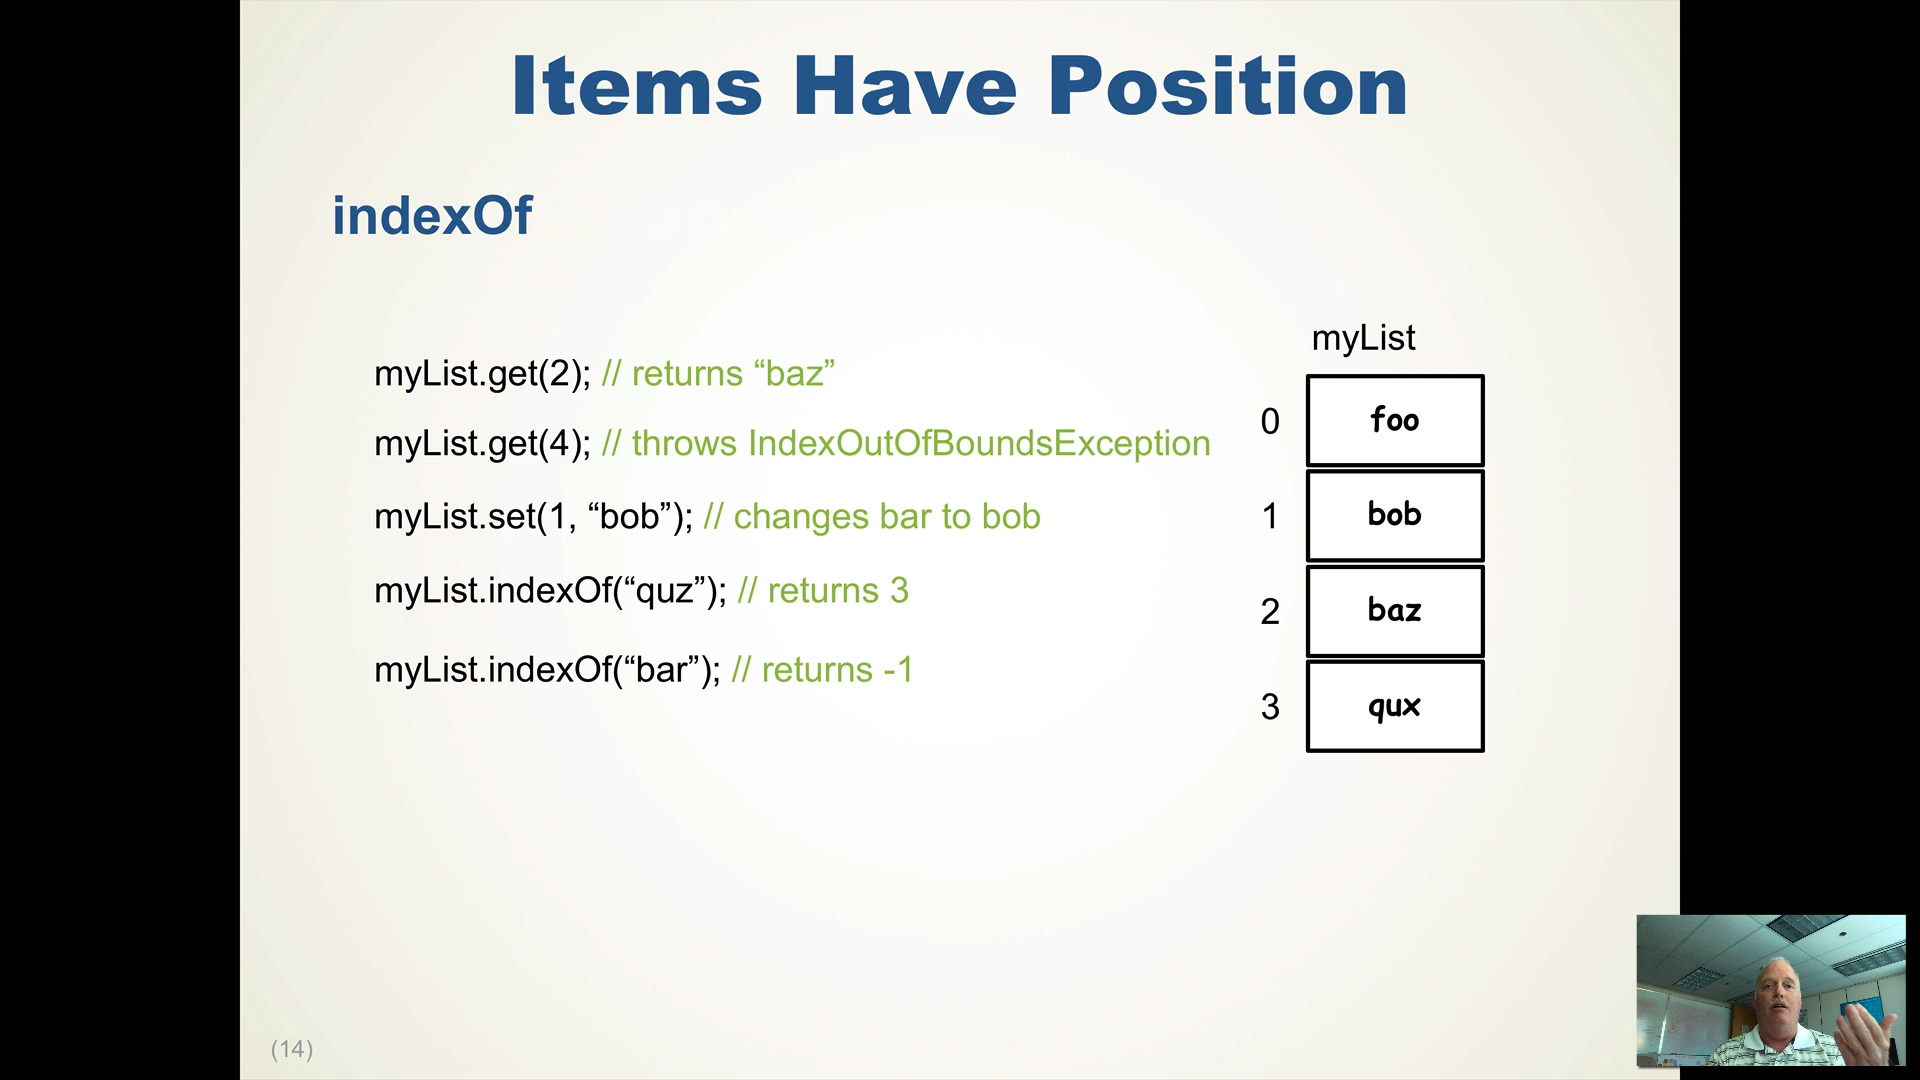 Items Have Position
indexOf
myList
myList.get(2); // returns “baz”
myList.get(4); // throws IndexOutOfBoundsException
myList.set(1, “bob”); // changes bar to bob
myList.indexOf(“quz”); // returns 3
myList.indexOf(“bar”); // returns -1
0 foo
1 bob
2 baz
3 qux
(14)